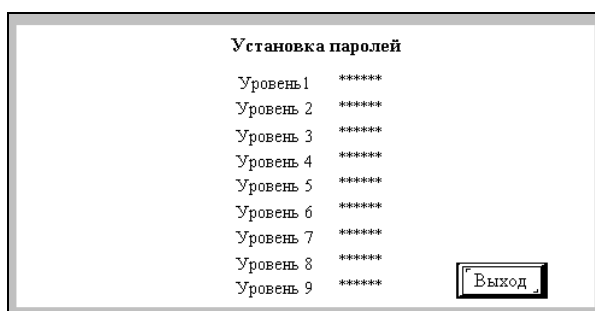 Установка паролей
Уровень1 ******
Уровень 2 ******
Уровень 3 ******
Уровень 4 ******
Уровень 5 ******
Уровень 6 ******
Уровень 7 ******
Уровень 8 ******
Уровень 9 ******
Выход